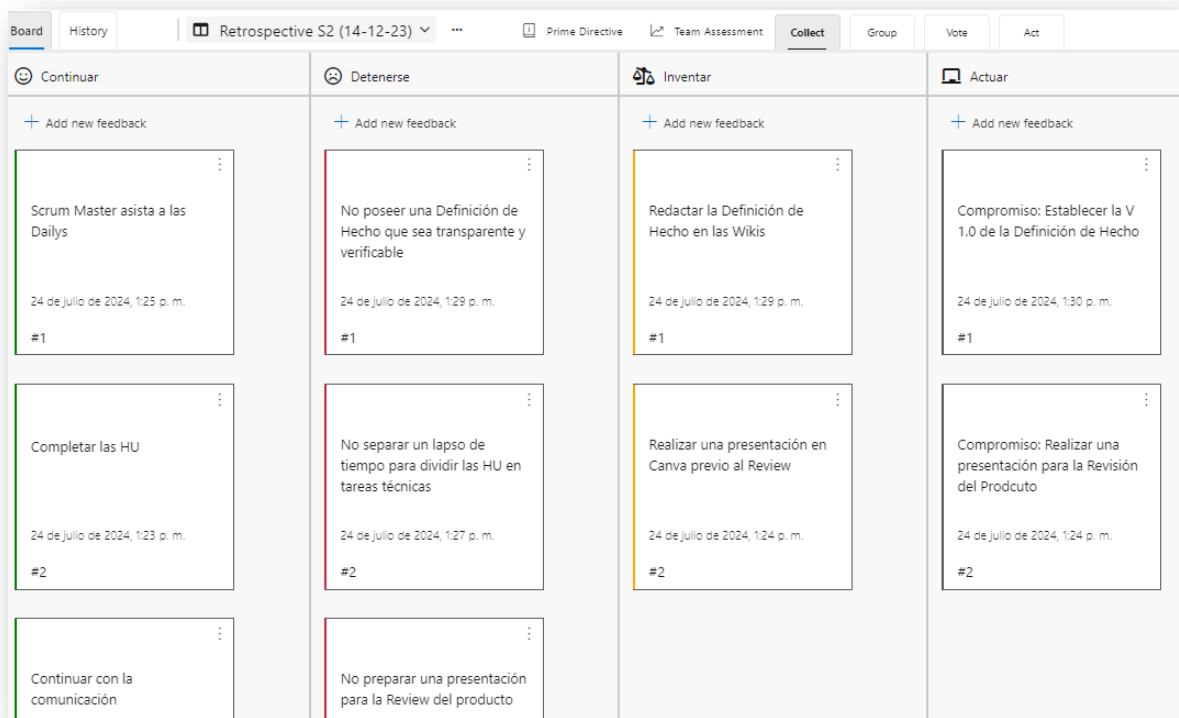 Board
History
Retrospective S2 (14-12-23)
Prime Directive
Team Assessment
Collect
Group
Vote
Act
Continuar
Detenerse
Inventar
Actuar
Add new feedback
Add new feedback
Add new feedback
Add new feedback
Scrum Master asista a las
Dailys
24 de julio de 2024, 1:25 p. m.
#1
No poseer una Definición de
Hecho que sea transparente y
verificable
24 de julio de 2024, 1:29 p. m.
#1
Redactar la Definición de
Hecho en las Wikis
24 de julio de 2024, 1:29 p. m.
#1
Compromiso: Establecer la V
1.0 de la Definición de Hecho
24 de julio de 2024, 1:30 p. m.
#1
Completar las HU
24 de julio de 2024, 1:23 p. m.
#2
No separar un lapso de
tiempo para dividir las HU en
tareas técnicas
24 de julio de 2024, 1:27 p. m.
#2
Realizar una presentación en
Canva previo al Review
24 de julio de 2024, 1:24 p. m.
#2
Compromiso: Realizar una
presentación para la Revisión
del Prodcuto
24 de julio de 2024, 1:24 p. m.
#2
Continuar con la
comunicación
No preparar una presentación
para la Review del producto